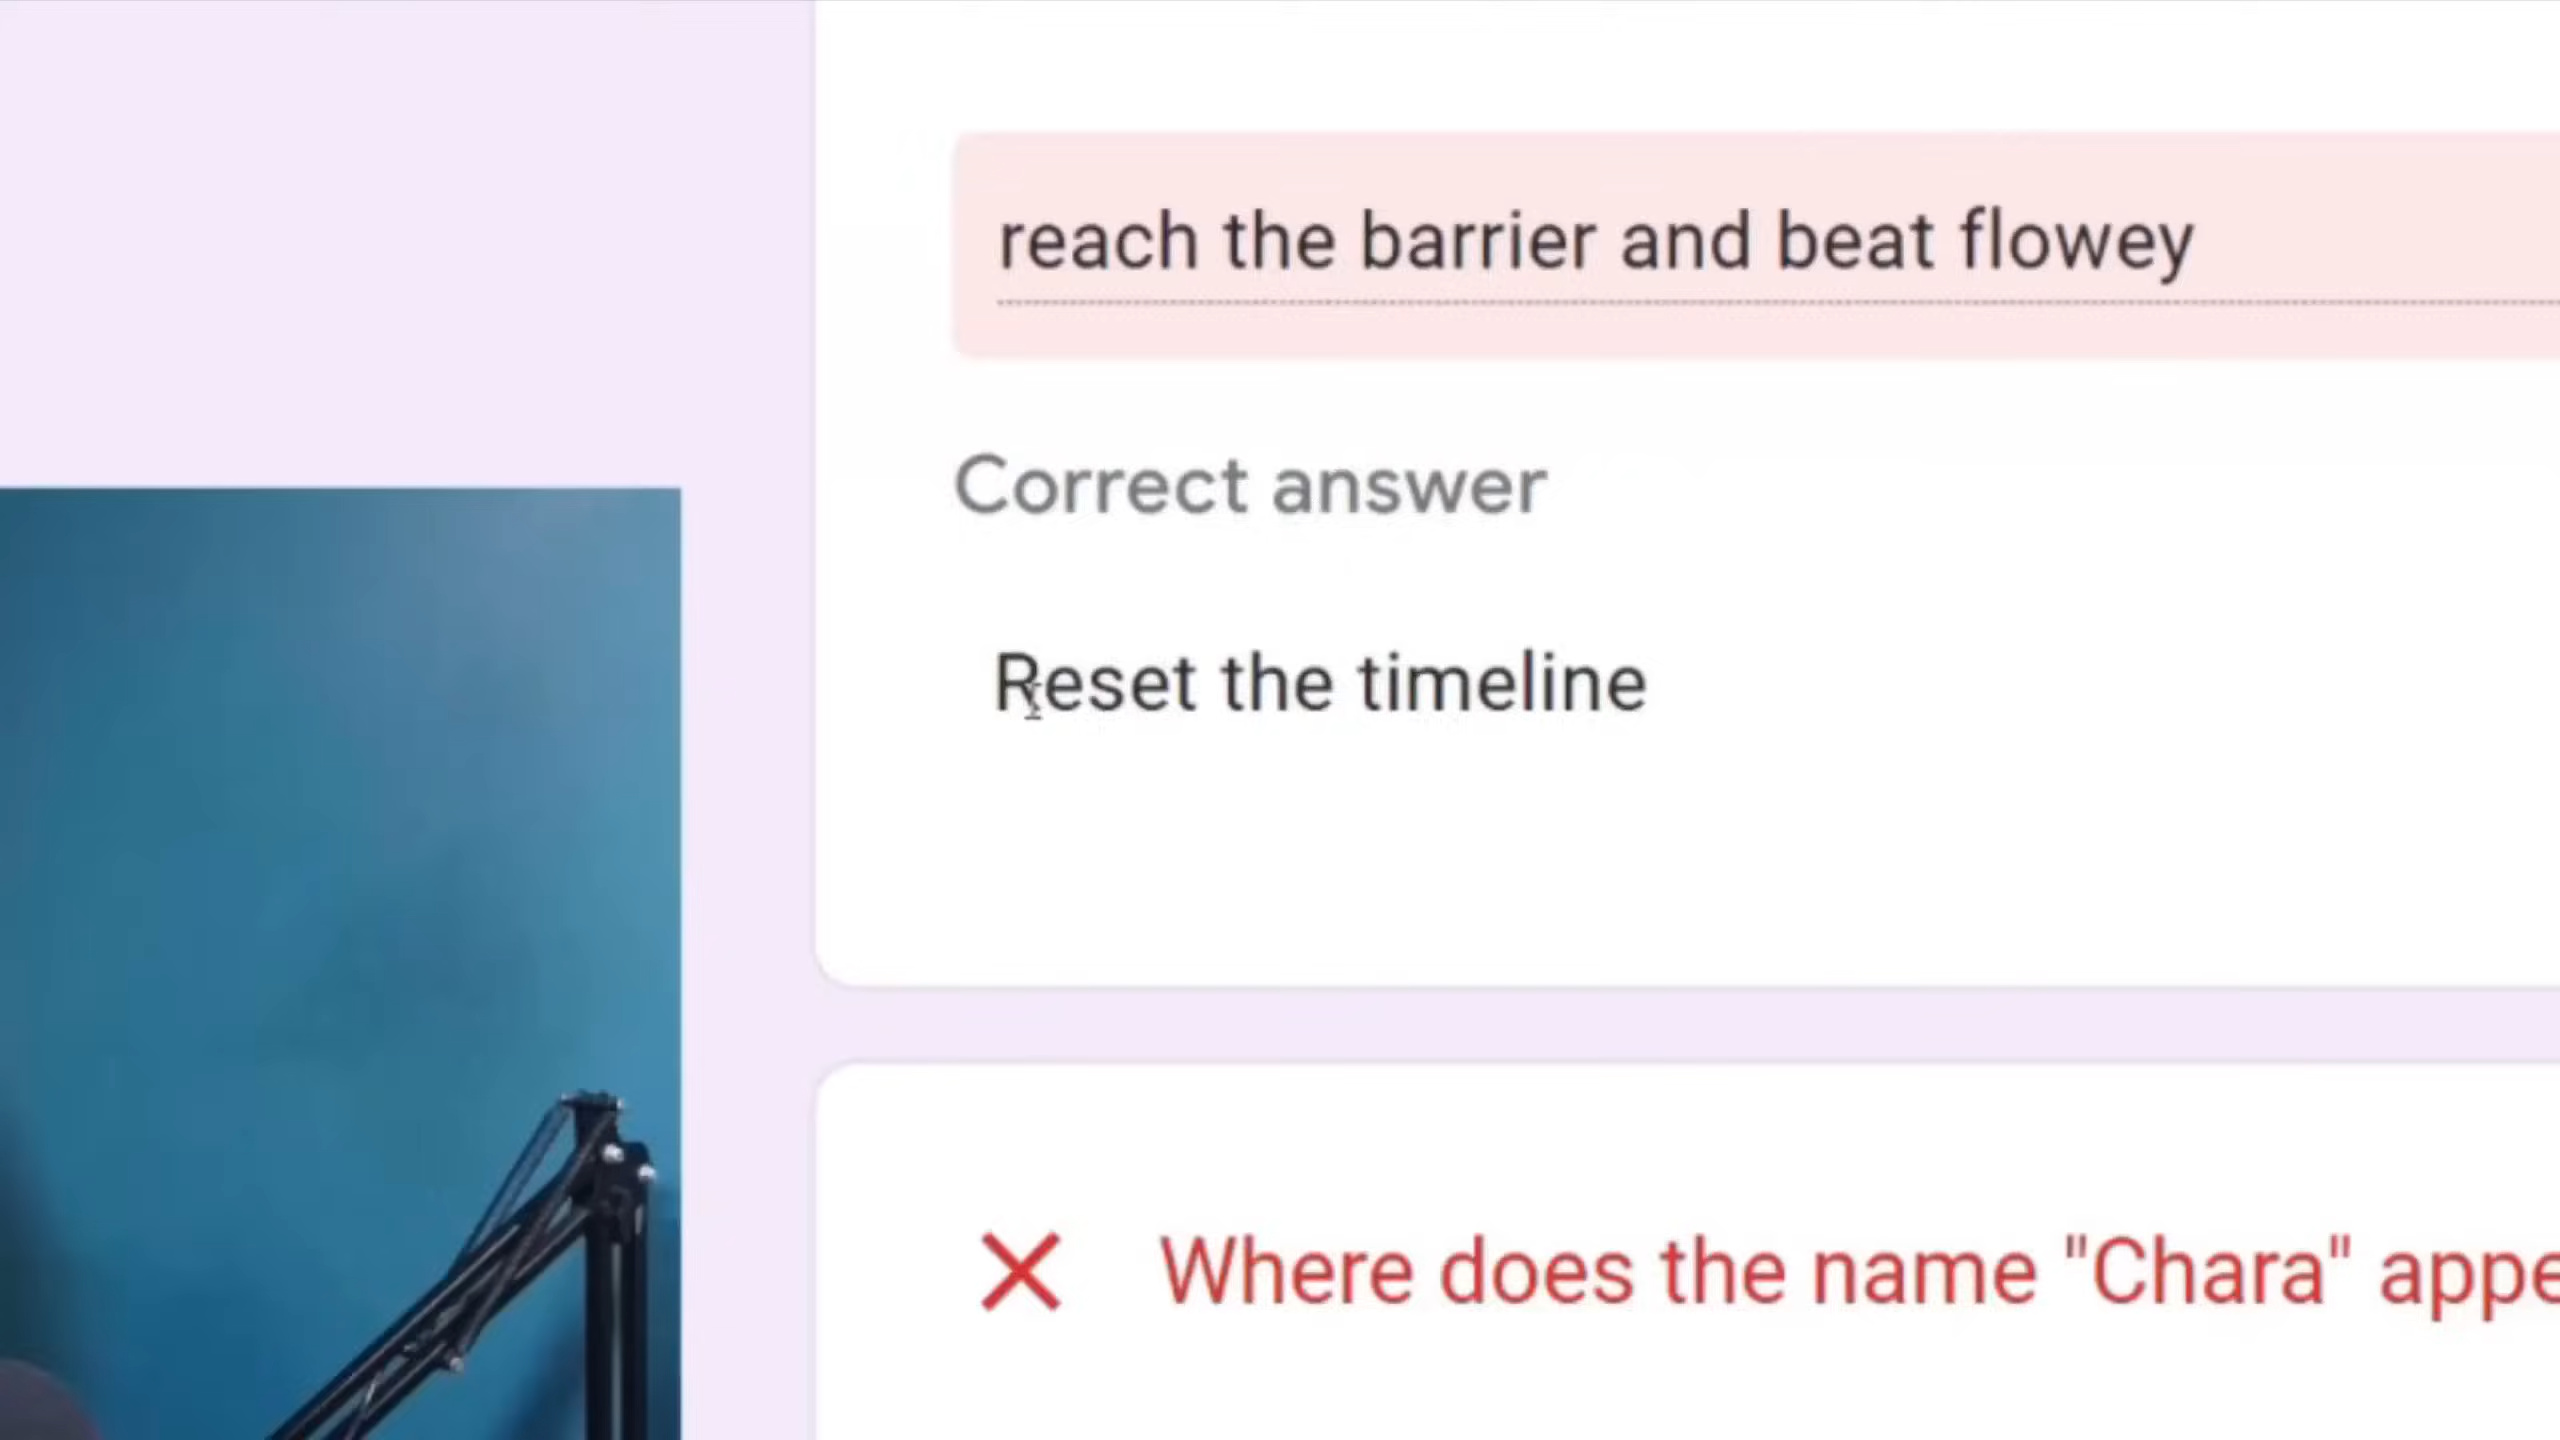 reach the barrier and beat flowey
Correct answer
Reset the timeline
Where does the name "Chara" appe